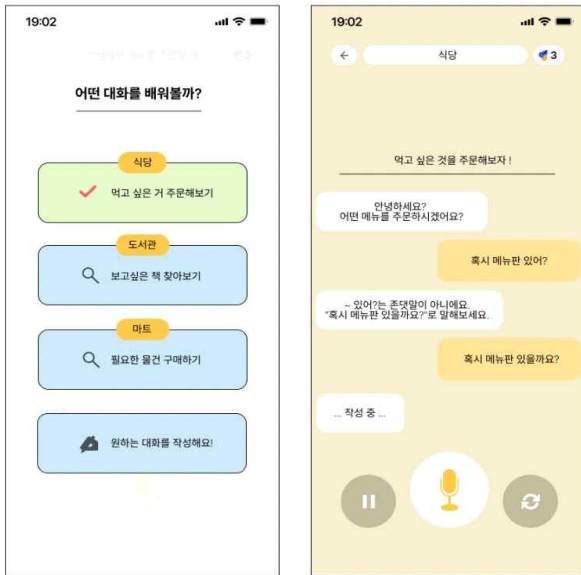 19:02
어떤 대화를 배워볼까?
식당
먹고 싶은 거 주문해보기
도서관
보고싶은 책 찾아보기
마트
필요한 물건 구매하기
원하는 대화를 작성해요!
19:02
식당
3
먹고 싶은 것을 주문해보자 !
안녕하세요?
어떤 메뉴를 주문하시겠어요?
혹시 메뉴판 있어?
~ 있어?는 존댓말이 아니에요.
"혹시 메뉴판 있을까요?"로 말해보세요.
혹시 메뉴판 있을까요?
... 작성 중 ...